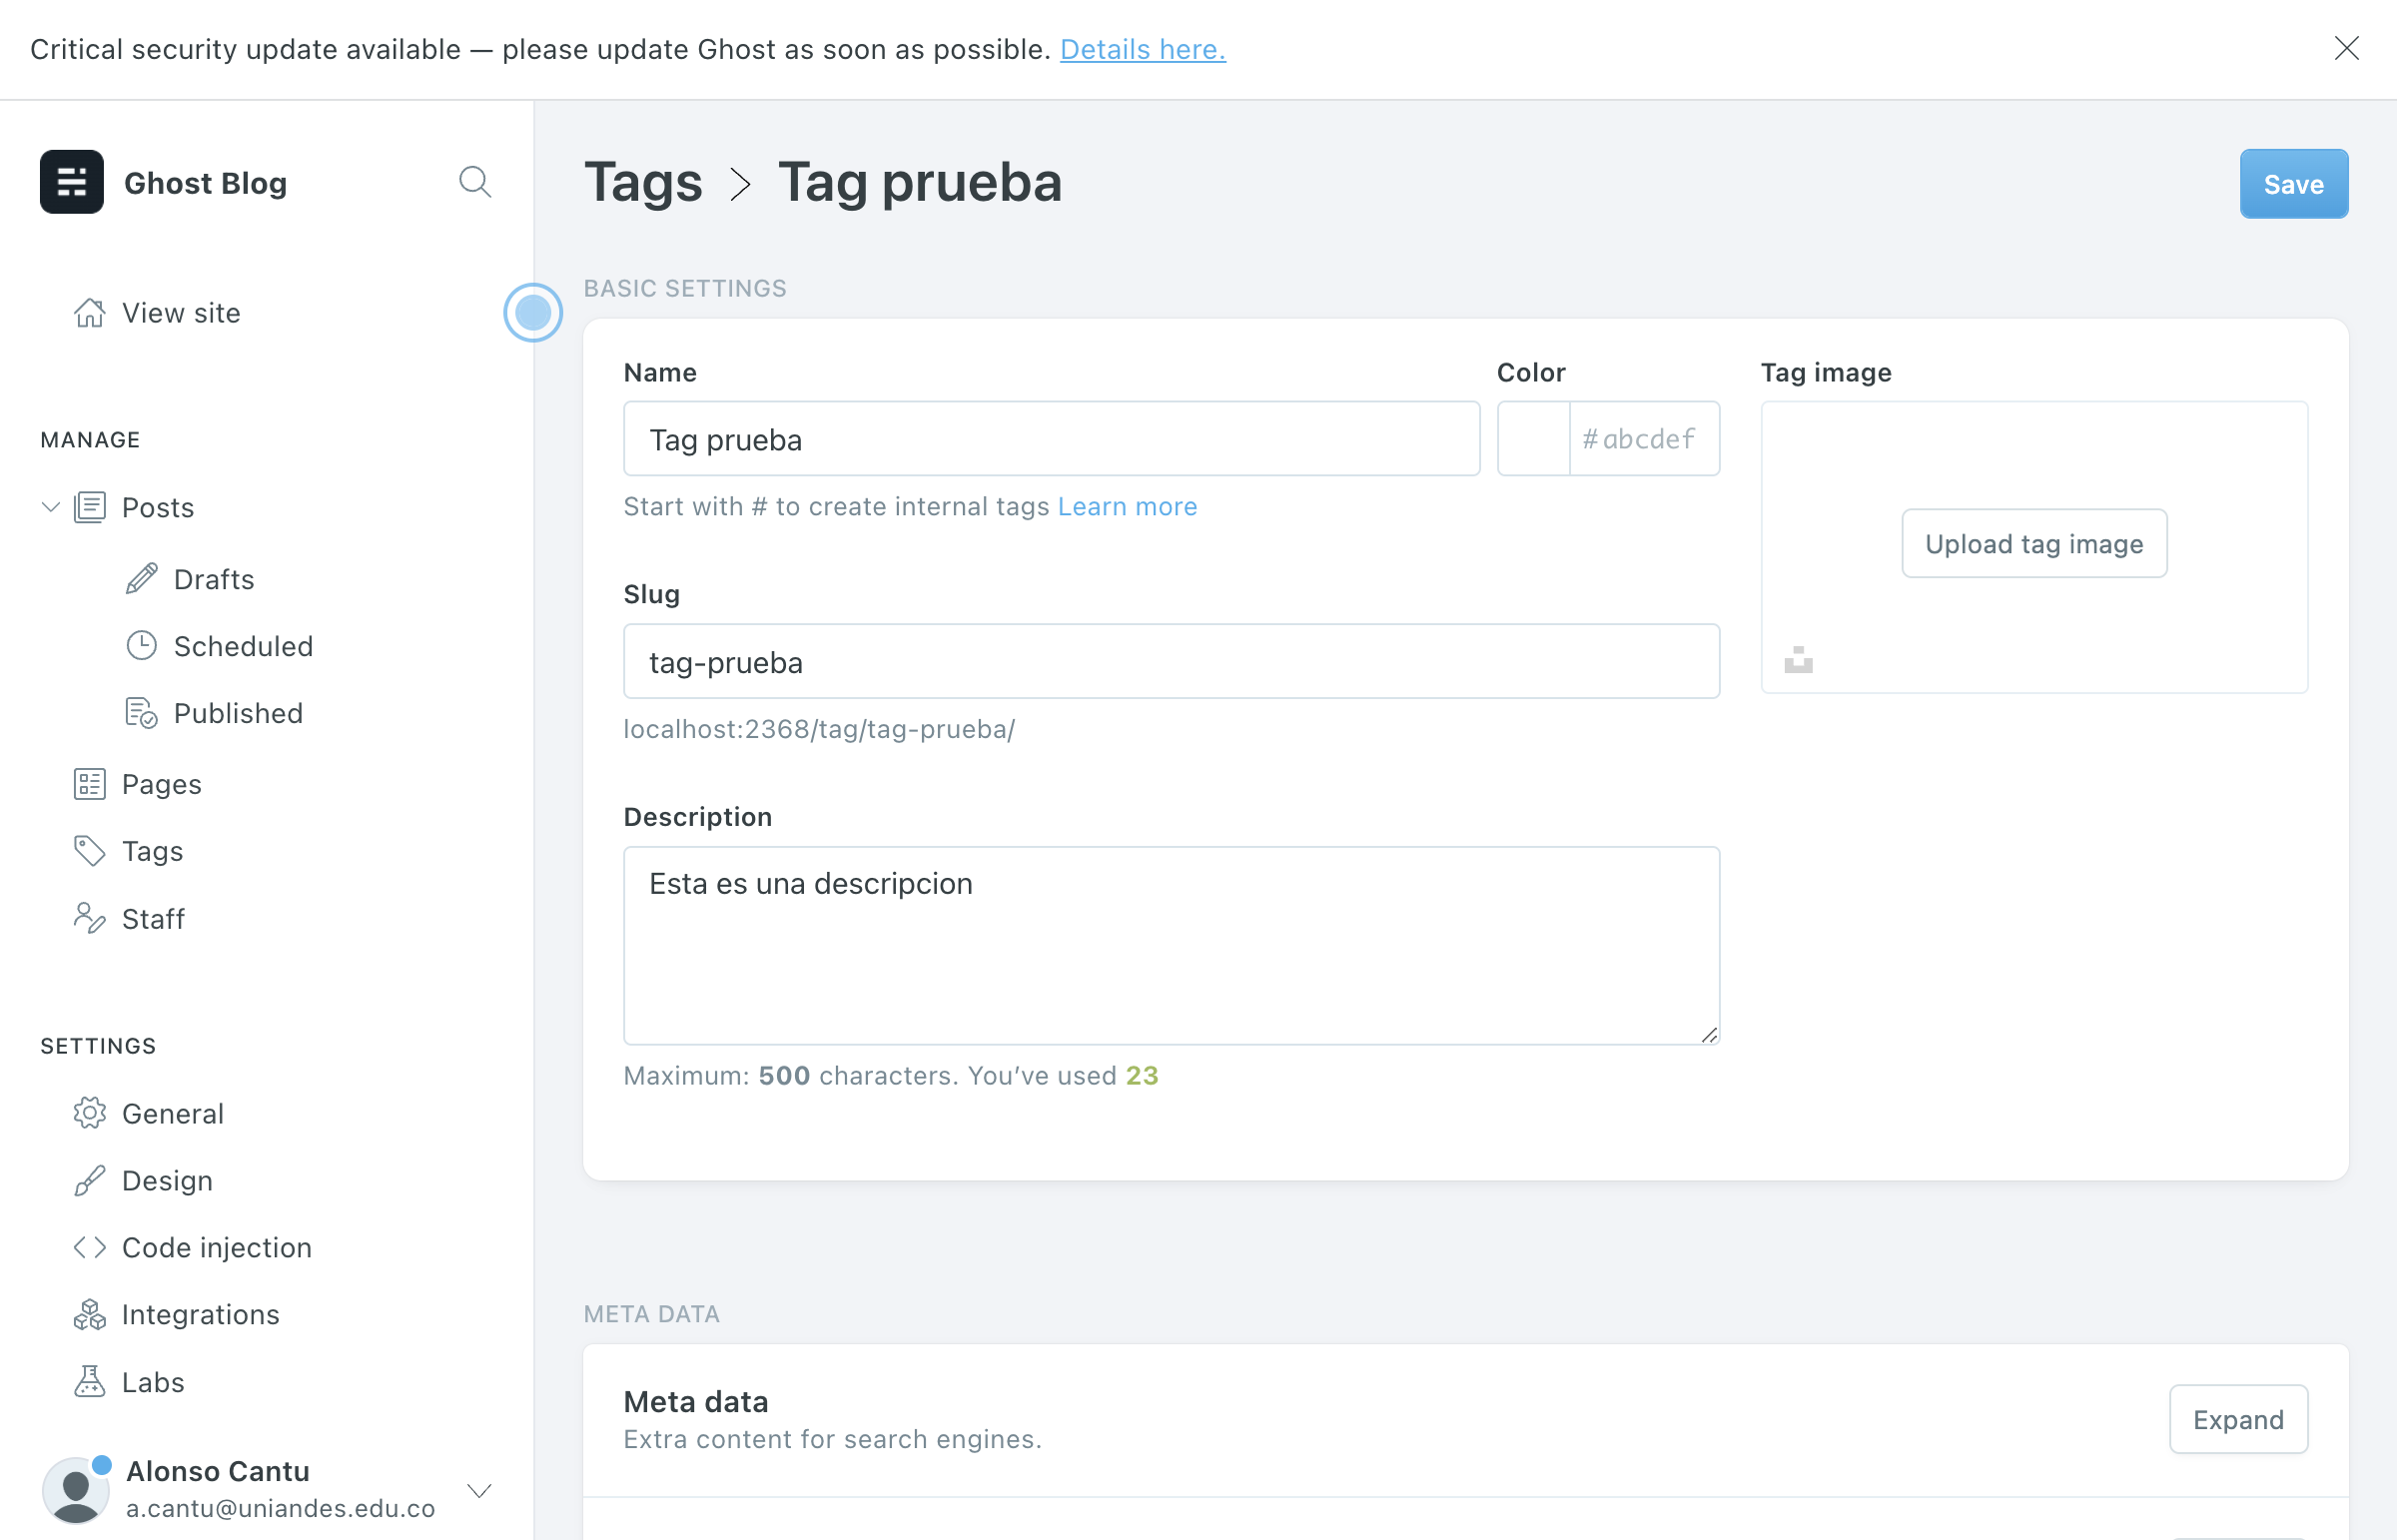 Critical security update available — please update Ghost as soon as possible. Details here.
Ghost Blog
View site
MANAGE
Posts
Drafts
Scheduled
Published
Pages
Tags
Staff
SETTINGS
General
Design
Code injection
Integrations
Labs
Alonso Cantu
a.cantu@uniandes.edu.co
Tags > Tag prueba
Save
BASIC SETTINGS
Name
Tag prueba
Start with # to create internal tags Learn more
Color
#abcdef
Tag image
Upload tag image
Slug
tag-prueba
localhost:2368/tag/tag-prueba/
Description
Esta es una descripcion
Maximum: 500 characters. You’ve used 23
META DATA
Meta data
Extra content for search engines.
Expand